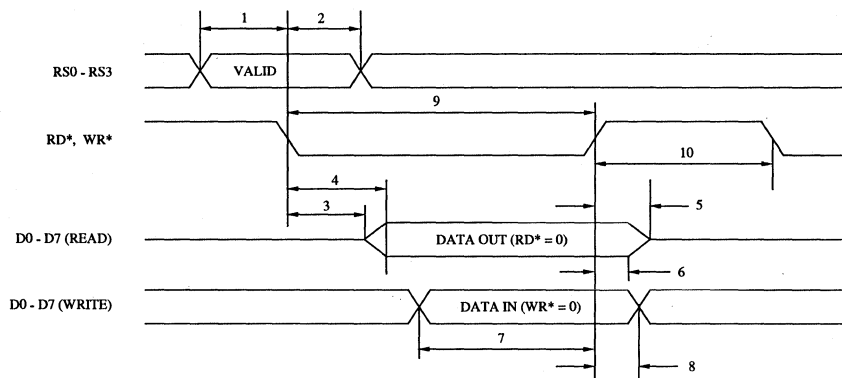 1 2
RS0 - RS3 VALID
9
RD*, WR*
10
4
3 5
D0 - D7 (READ) DATA OUT (RD* = 0)
6
D0 - D7 (WRITE) DATA IN (WR* = 0)
7
8